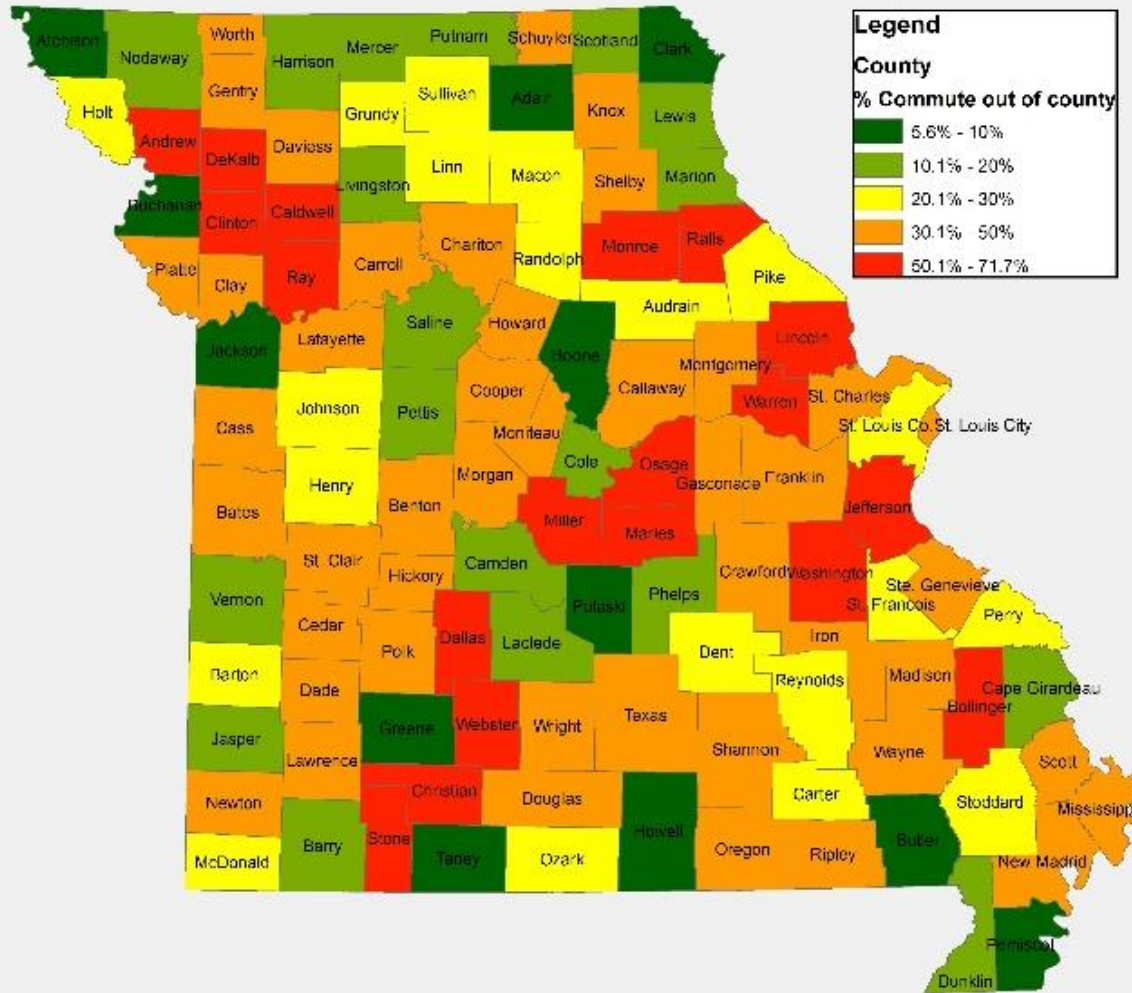 Legend
County
% Commute out of county
5.6% - 10%
10.1% - 20%
20.1% - 30%
30.1% - 50%
50.1% - 71.7%
Atchison
Nodaway
Worth
Harrison
Mercer
Putnam
Schuyler
Scotland
Clark
Holt
Gentry
Grundy
Sullivan
Adair
Knox
Lewis
Andrew
DeKalb
Daviess
Livingston
Linn
Macon
Shelby
Marion
Buchanan
Clinton
Caldwell
Chariton
Randolph
Monroe
Ralls
Pike
Platte
Clay
Ray
Carroll
Audrain
Jackson
Lafayette
Saline
Howard
Boone
Callaway
Montgomery
Lincoln
Warren
St. Charles
St. Louis Co.
St. Louis City
Cass
Johnson
Pettis
Cooper
Moniteau
Cole
Osage
Gasconade
Franklin
Jefferson
Bates
Henry
Benton
Morgan
Miller
Maries
St. Clair
Hickory
Camden
Pulaski
Phelps
Crawford
Washington
Ste. Genevieve
St. Francois
Perry
Vernon
Cedar
Polk
Dallas
Laclede
Dent
Iron
Reynolds
Madison
Bollinger
Cape Girardeau
Barton
Dade
Greene
Webster
Wright
Texas
Shannon
Wayne
Scott
Jasper
Lawrence
Christian
Douglas
Howell
Carter
Stoddard
Mississippi
Newton
McDonald
Barry
Stone
Taney
Ozark
Oregon
Ripley
Butler
New Madrid
Pemiscot
Dunklin